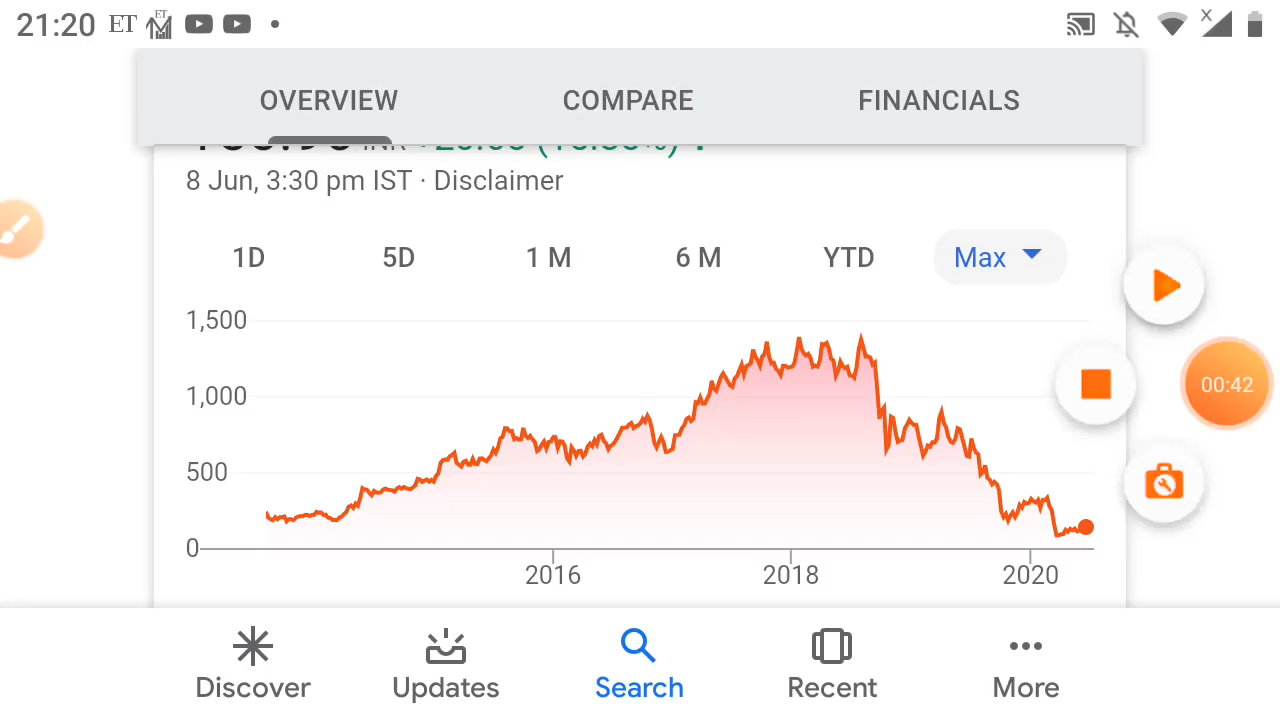 21:20 ET
OVERVIEW COMPARE FINANCIALS
INR
8 Jun, 3:30 pm IST · Disclaimer
1D 5D 1 M 6 M YTD Max
1,500
1,000
500
0
2016 2018 2020
00:42
Discover Updates Search Recent More